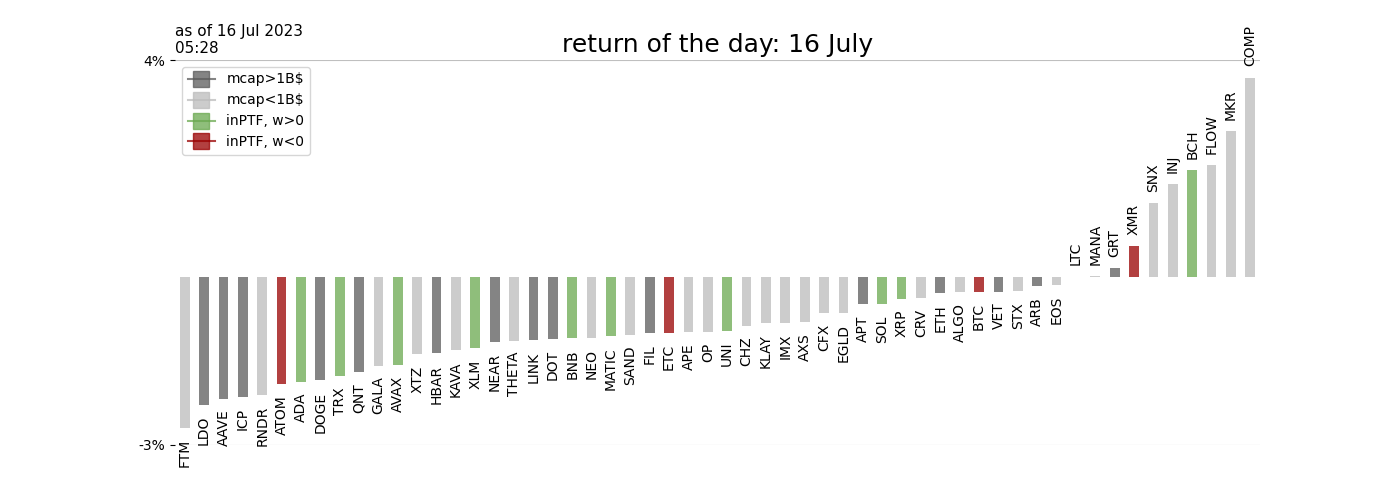 as of 16 Jul 2023
05:28
return of the day: 16 July
4%
mcap>1B$
mcap<1B$
inPTF, w>0
inPTF, w<0
-3%
FTM
LDO
AAVE
ICP
RNDR
ATOM
ADA
DOGE
TRX
QNT
GALA
AVAX
XTZ
HBAR
KAVA
XLM
NEAR
THETA
LINK
DOT
BNB
NEO
MATIC
SAND
FIL
ETC
APE
OP
UNI
CHZ
KLAY
IMX
AXS
CFX
EGLD
APT
SOL
XRP
CRV
ETH
ALGO
BTC
VET
STX
ARB
EOS
LTC
MANA
GRT
XMR
SNX
INJ
BCH
FLOW
MKR
COMP